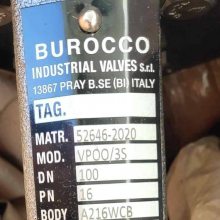 BUROCCO
INDUSTRIAL VALVES S.r.l.
13867 PRAY B.SE (BI) ITALY
TAG.
MATR. 52646-2020
MOD. VPOO/3S
DN 100
PN 16
BODY A216WCB